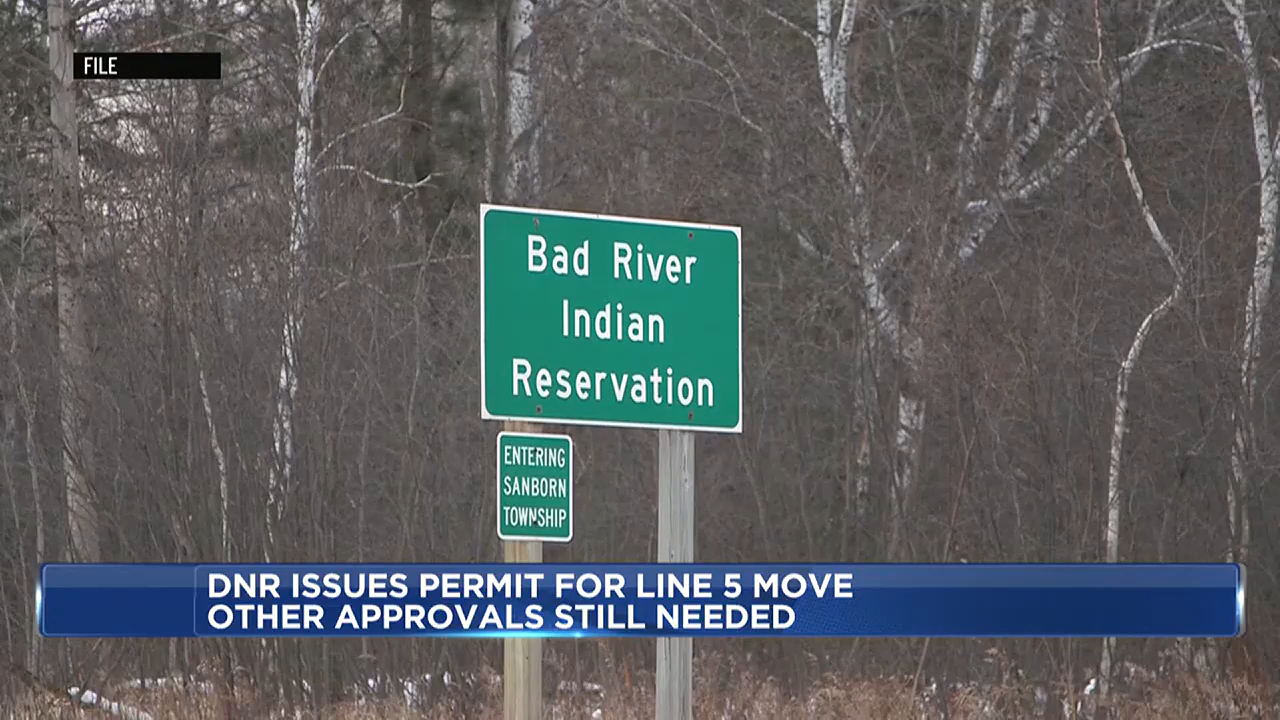 FILE
Bad River
Indian
Reservation
ENTERING
SANBORN
TOWNSHIP
DNR ISSUES PERMIT FOR LINE 5 MOVE
OTHER APPROVALS STILL NEEDED